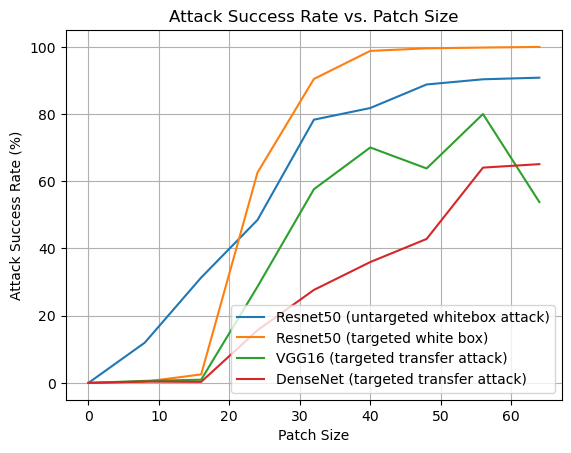 Attack Success Rate vs. Patch Size
Attack Success Rate (%)
100
80
60
40
20
0
Resnet50 (untargeted whitebox attack)
Resnet50 (targeted white box)
VGG16 (targeted transfer attack)
DenseNet (targeted transfer attack)
0 10 20 30 40 50 60
Patch Size